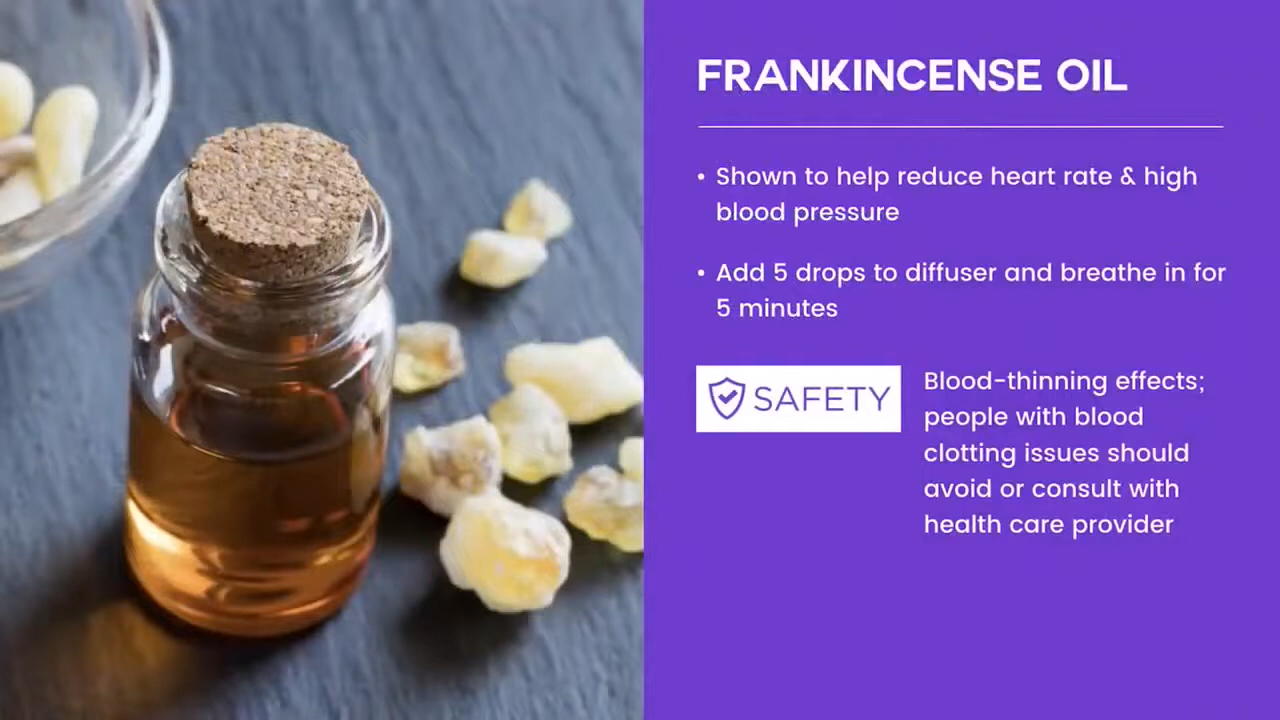 FRANKINCENSE OIL
• Shown to help reduce heart rate & high
blood pressure
• Add 5 drops to diffuser and breathe in for
5 minutes
SAFETY
Blood-thinning effects;
people with blood
clotting issues should
avoid or consult with
health care provider